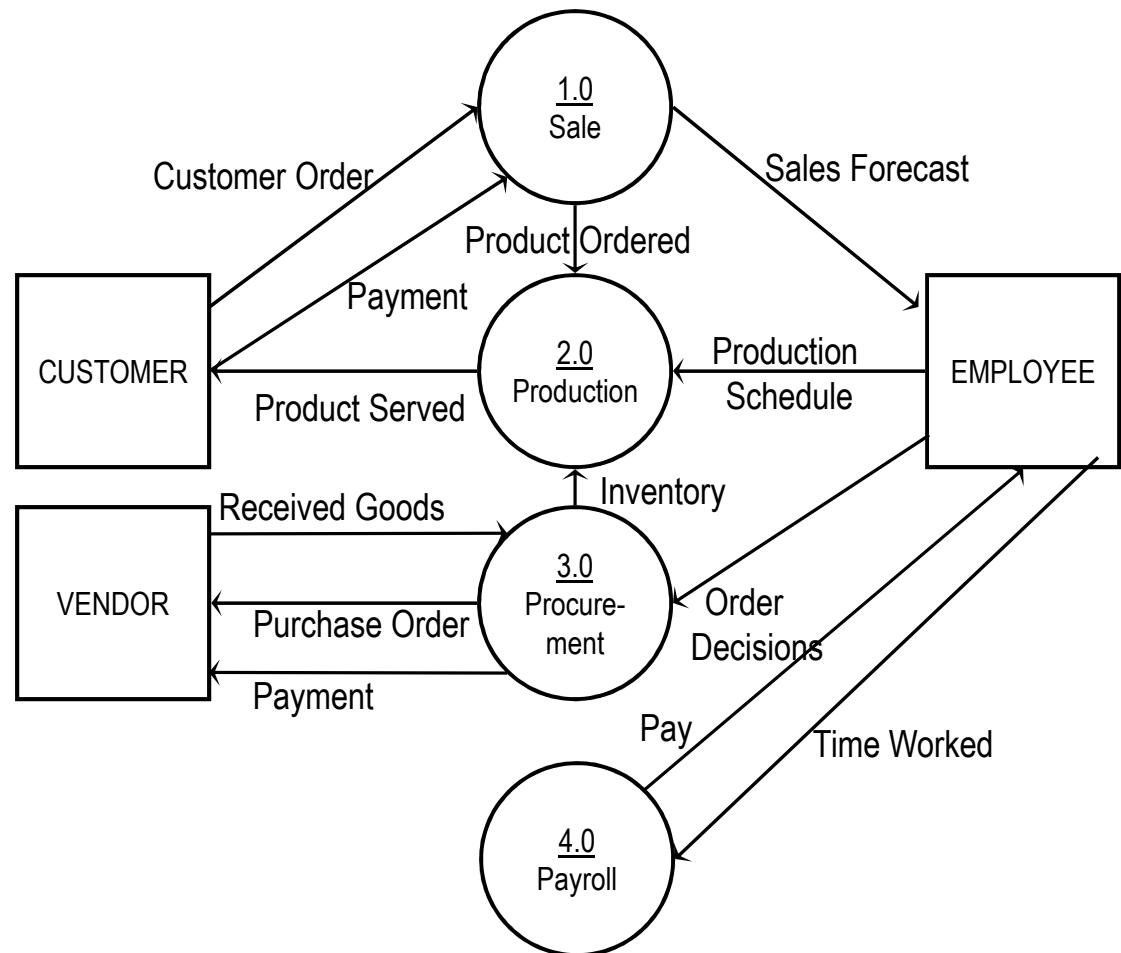 1.0
Sale
Customer Order
Sales Forecast
Product Ordered
Payment
CUSTOMER
2.0
Production
Production
Schedule
EMPLOYEE
Product Served
Received Goods
Inventory
VENDOR
3.0
Procure-
ment
Purchase Order
Order
Decisions
Payment
Pay
Time Worked
4.0
Payroll